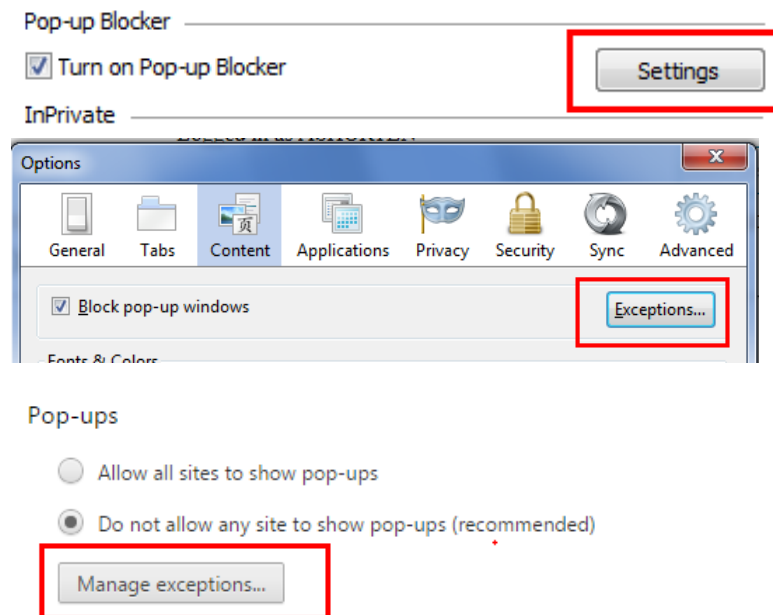 Pop-up Blocker
Turn on Pop-up Blocker
Settings
InPrivate
Options
General Tabs Content Applications Privacy Security Sync Advanced
页
Block pop-up windows
Exceptions...
Fonts & Colors
Pop-ups
Allow all sites to show pop-ups
Do not allow any site to show pop-ups (recommended)
Manage exceptions...